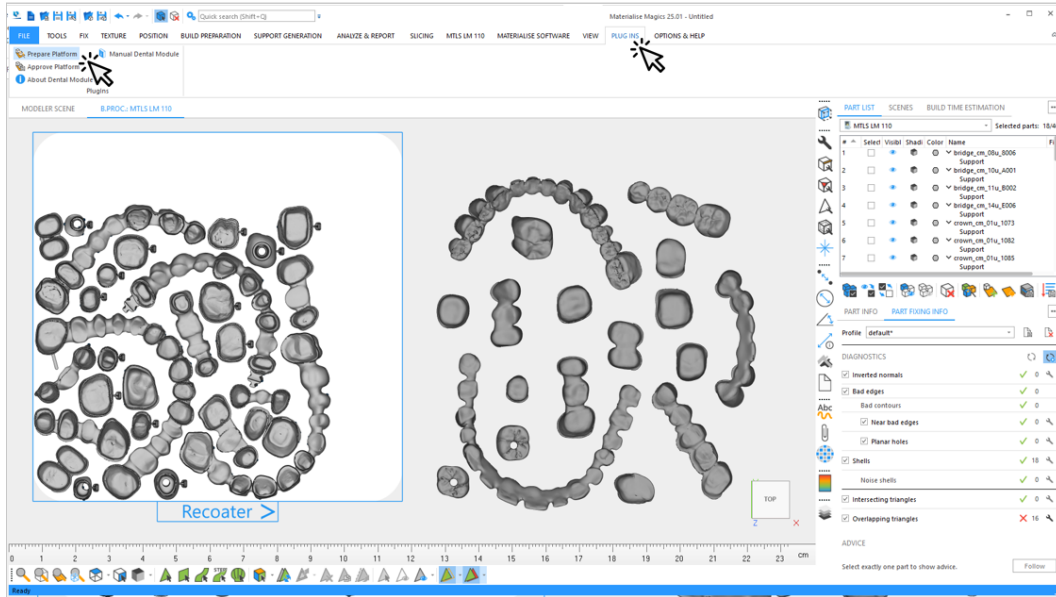 Quick search (Shift+Q)
Materialise Magics 25.01 - Untitled
FILE TOOLS FIX TEXTURE POSITION BUILD PREPARATION SUPPORT GENERATION ANALYZE & REPORT SLICING MTLS LM 110 MATERIALISE SOFTWARE VIEW PLUG INS OPTIONS & HELP
Prepare Platform Manual Dental Module
Approve Platform
About Dental Module
Plugins
MODELER SCENE B.PROC.: MTLS LM 110
Recoater >
TOP
Z X
0 1 2 3 4 5 6 7 8 9 10 11 12 13 14 15 16 17 18 19 20 21 22 23 cm
STEP
Ready
Abc
PART LIST SCENES BUILD TIME ESTIMATION
MTLS LM 110 Selected parts: 18/4
# Select Visibl Shadi Color Name Fi
1 bridge_cm_08u_8006
Support
2 bridge_cm_10u_A001
Support
3 bridge_cm_11u_B002
Support
4 bridge_cm_14u_E006
Support
5 crown_cm_01u_1073
Support
6 crown_cm_01u_1082
Support
7 crown_cm_01u_1085
Support
PART INFO PART FIXING INFO
Profile default*
DIAGNOSTICS
Inverted normals 0
Bad edges 0
Bad contours 0
Near bad edges 0
Planar holes 0
Shells 18
Noise shells 0
Intersecting triangles 0
Overlapping triangles 16
ADVICE
Select exactly one part to show advice. Follow